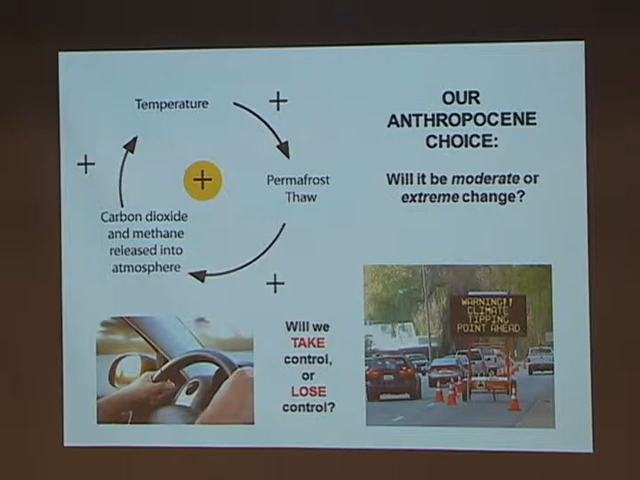 Temperature
+
+
+
Permafrost
Thaw
Carbon dioxide
and methane
released into
atmosphere
+
OUR
ANTHROPOCENE
CHOICE:
Will it be moderate or
extreme change?
Will we
TAKE
control,
or
LOSE
control?
WARNING!!
CLIMATE
TIPPING
POINT AHEAD